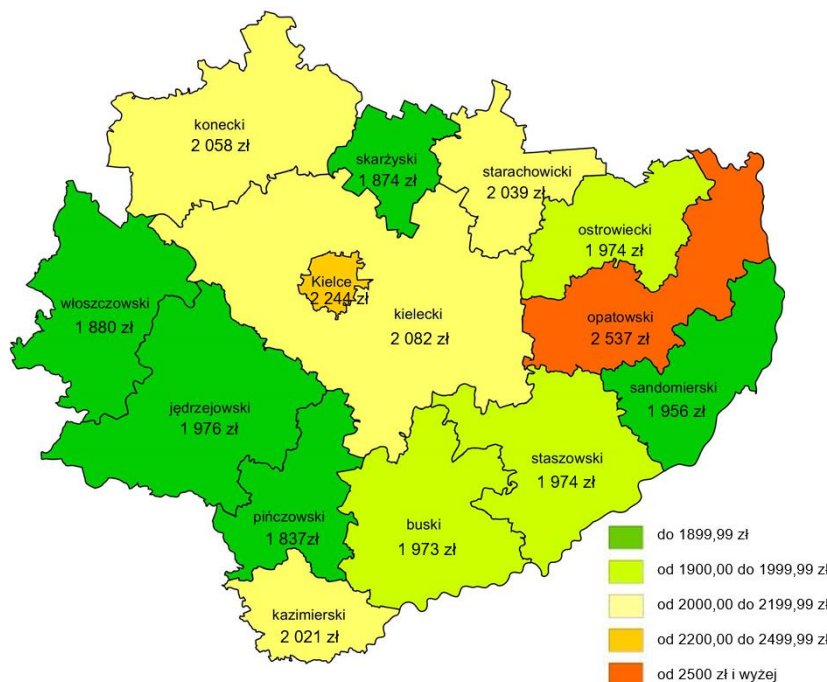 konecki
2 058 zł
skarżyski
1 874 zł
starachowicki
2 039 zł
ostrowiecki
1 974 zł
Kielce
2 244 zł
włoszczowski
1 880 zł
kielecki
2 082 zł
opatowski
2 537 zł
sandomierski
1 956 zł
jędrzejowski
1 976 zł
staszowski
1 974 zł
pińczowski
1 837zł
buski
1 973 zł
kazimierski
2 021 zł
do 1899,99 zł
od 1900,00 do 1999,99 zł
od 2000,00 do 2199,99 zł
od 2200,00 do 2499,99 zł
od 2500 zł i wyżej